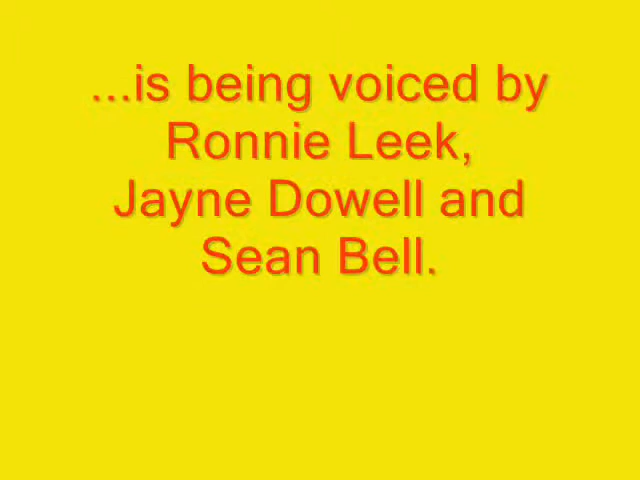 ...is being voiced by
Ronnie Leek,
Jayne Dowell and
Sean Bell.